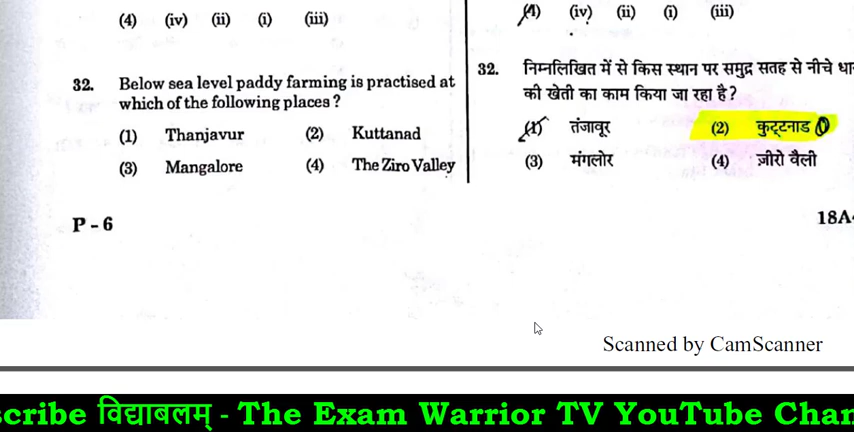 (4) (iv) (ii) (i) (iii)
32. Below sea level paddy farming is practised at
which of the following places ?
(1) Thanjavur (2) Kuttanad
(3) Mangalore (4) The Ziro Valley
P – 6
(4) (iv) (ii) (i) (iii)
32. निम्नलिखित में से किस स्थान पर समुद्र सतह से नीचे
की खेती का काम किया जा रहा है?
(1) तंजावूर (2) कुट्टनाड
(3) मंगलोर (4) ज़ीरो वैली
18A
Scanned by CamScanner
विद्याबलम् - The Exam Warrior TV YouTube